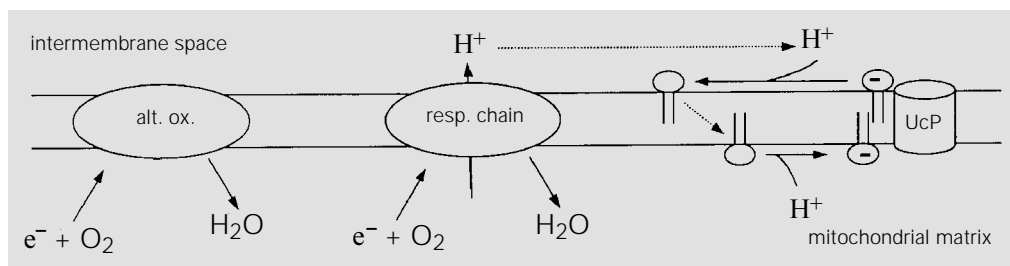 intermembrane space
H⁺
H⁺
alt. ox.
resp. chain
−
UcP
−
e⁻ + O₂
H₂O
e⁻ + O₂
H₂O
H⁺
mitochondrial matrix